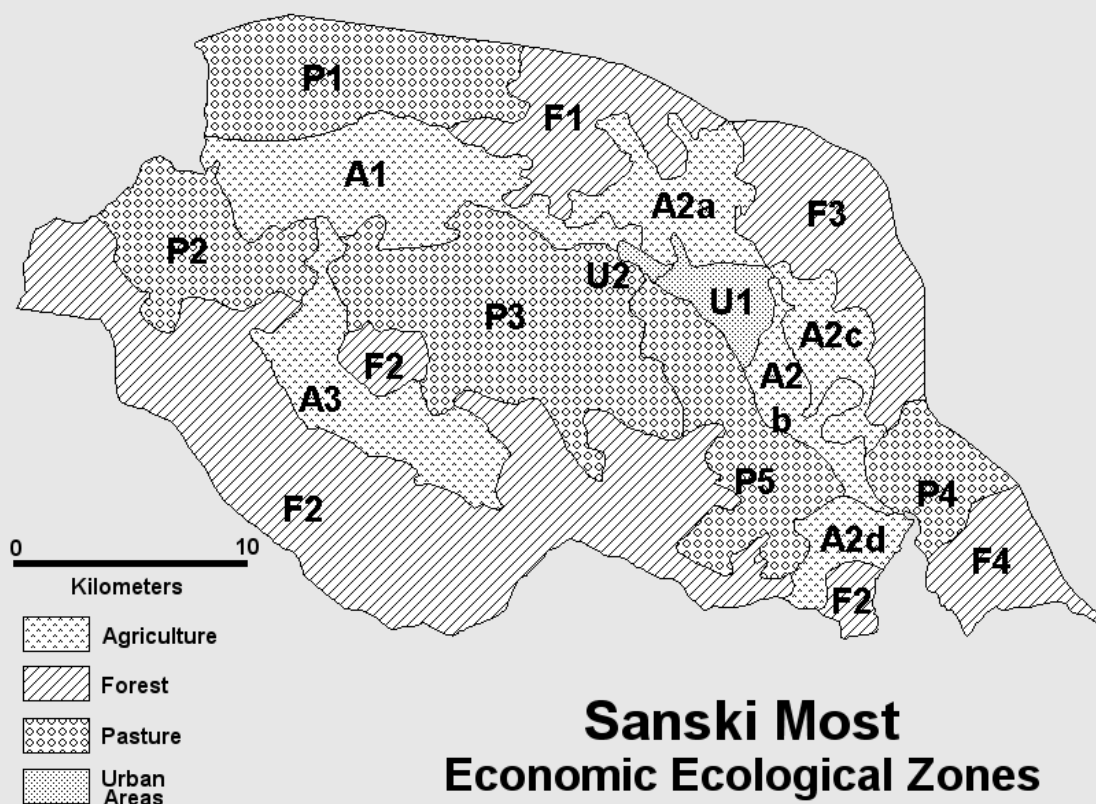 P1
F1
A1
A2a
F3
P2
U2
U1
P3
A2c
F2
A2
b
A3
P5
P4
F2
A2d
F4
F2
0 10
Kilometers
Agriculture
Forest
Pasture
Urban
Areas
Sanski Most
Economic Ecological Zones